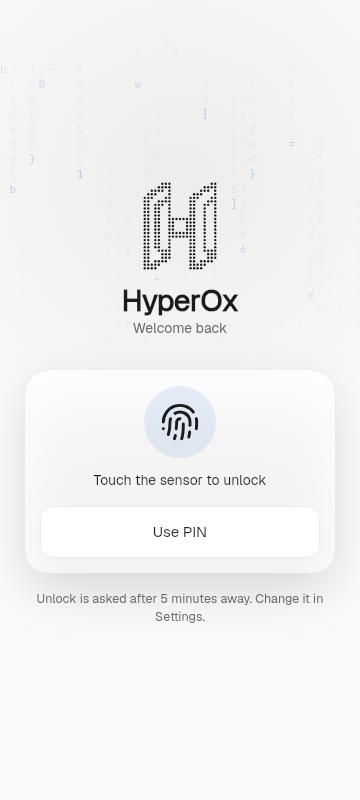 HyperOx
Welcome back
Touch the sensor to unlock
Use PIN
Unlock is asked after 5 minutes away. Change it in
Settings.